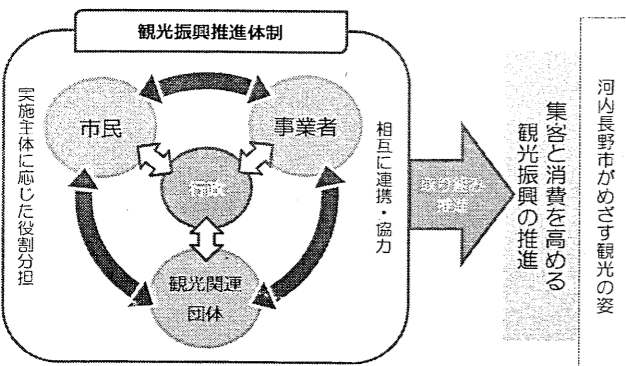 観光振興推進体制
実施主体に応じた役割分担
市民
事業者
行政
観光関連
団体
相互に連携・協力
取り組み
推進
集客と消費を高める
観光振興の推進
河内長野市がめざす観光の姿